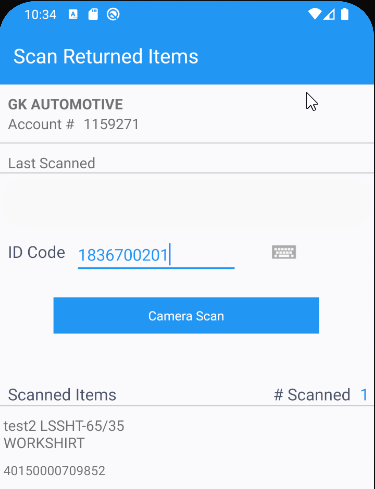 10:34
Scan Returned Items
GK AUTOMOTIVE
Account # 1159271
Last Scanned
ID Code 1836700201
Camera Scan
Scanned Items # Scanned 1
test2 LSSHT-65/35
WORKSHIRT
40150000709852